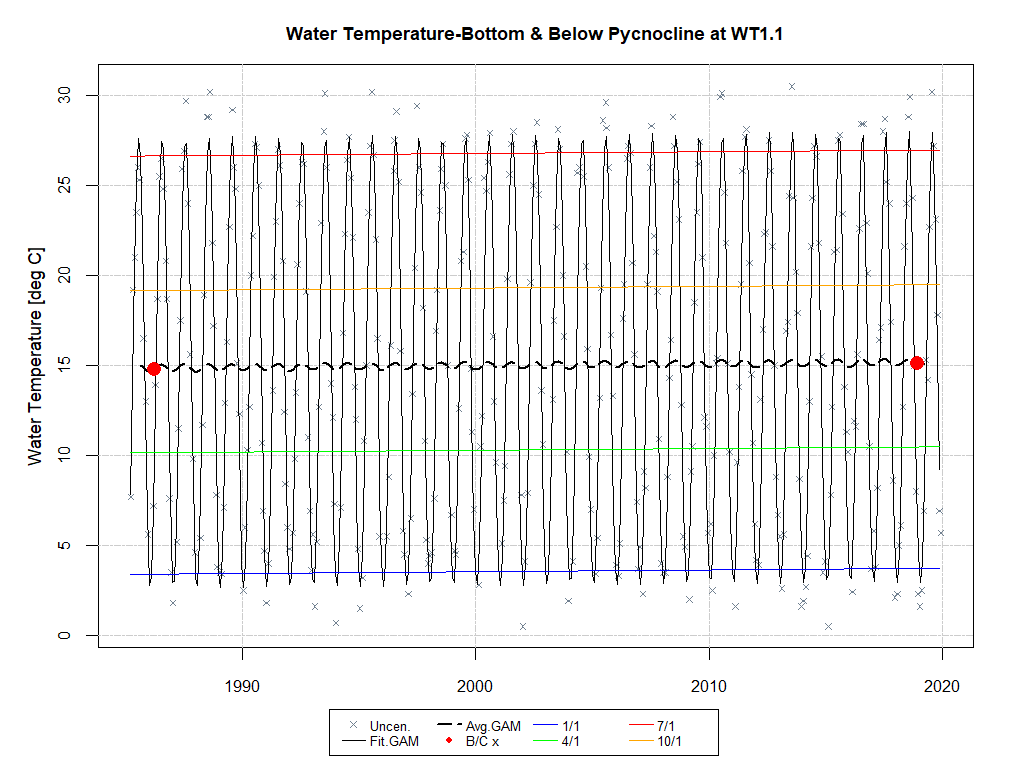 Water Temperature-Bottom & Below Pycnocline at WT1.1
Water Temperature [deg C]
30
25
20
15
10
5
0
1990 2000 2010 2020
Uncen. Avg.GAM 1/1 7/1
Fit.GAM B/C x 4/1 10/1